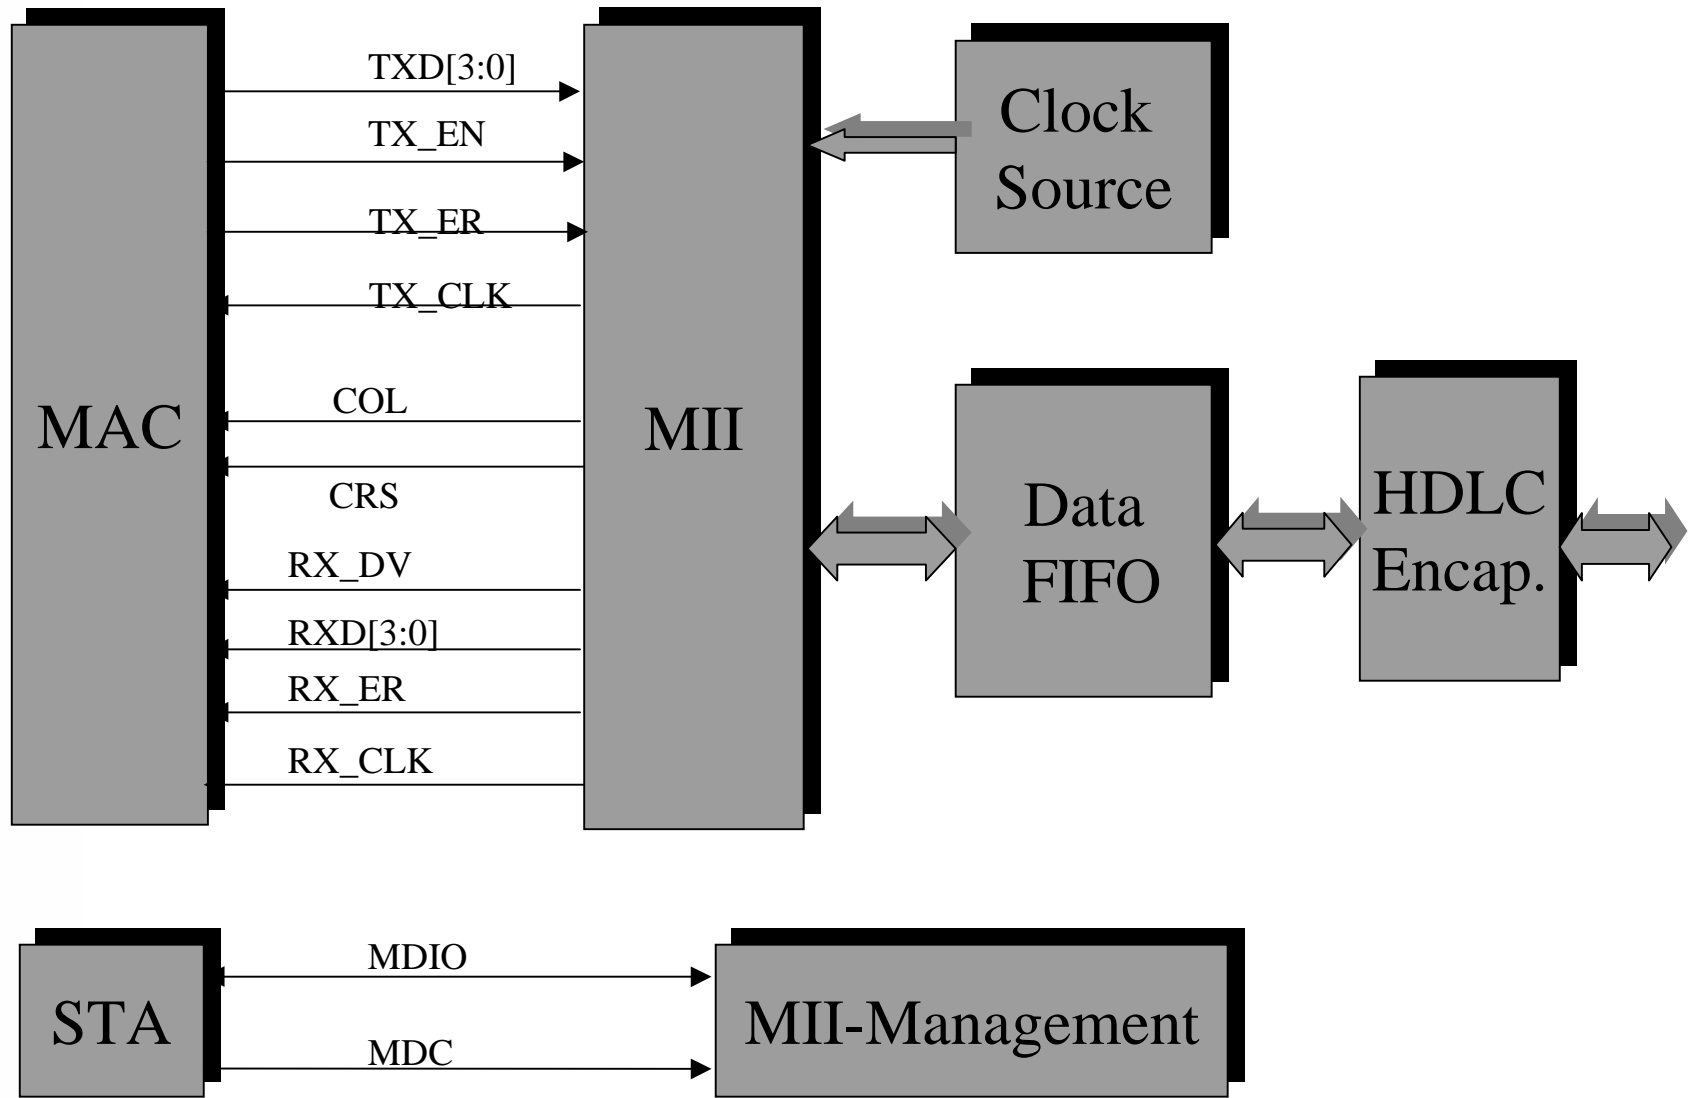 MAC
TXD[3:0]
TX_EN
TX_ER
TX_CLK
COL
CRS
RX_DV
RXD[3:0]
RX_ER
RX_CLK
MII
Clock
Source
Data
FIFO
HDLC
Encap.
STA
MDIO
MDC
MII-Management